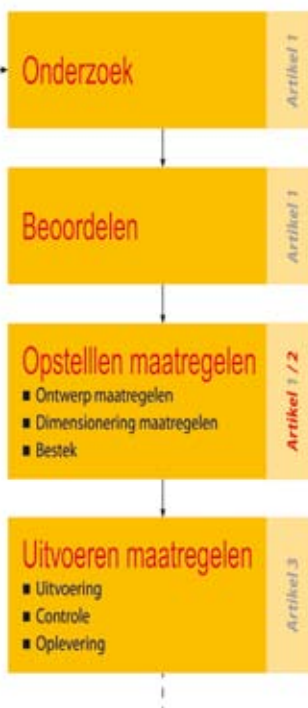 Onderzoek
Artikel 1
Beoordelen
Artikel 1
Opstelllen maatregelen
■ Ontwerp maatregelen
■ Dimensionering maatregelen
■ Bestek
Artikel 1 / 2
Uitvoeren maatregelen
■ Uitvoering
■ Controle
■ Oplevering
Artikel 3